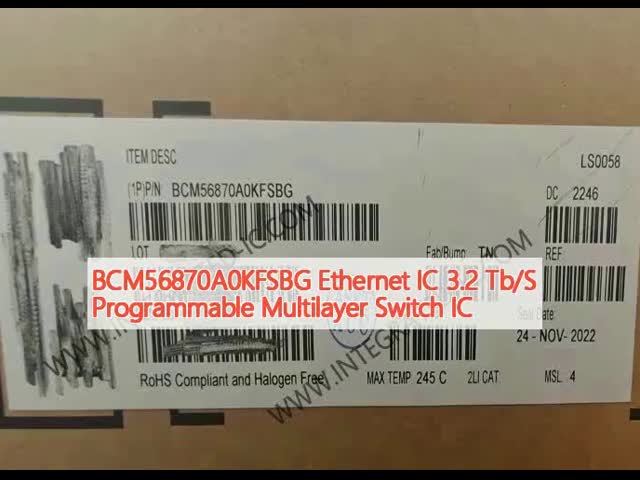 ITEM DESC
LS0058
(1P)P/N BCM56870A0KFSBG
DC 2246
LOT
Fab/Bump: TNC
REF
BCM56870A0KFSBG Ethernet IC 3.2 Tb/S
Programmable Multilayer Switch IC
Seal Date:
24 - NOV- 2022
RoHS Compliant and Halogen Free
MAX TEMP 245 C
2LI CAT
MSL 4